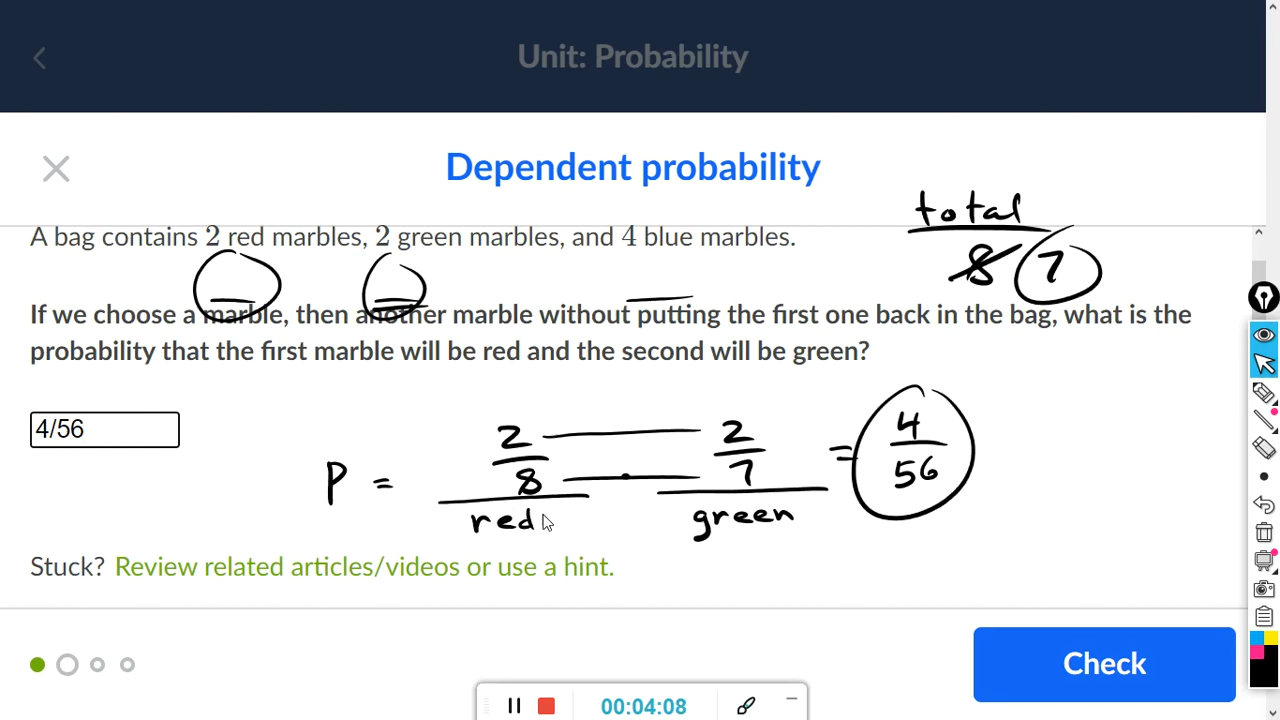 Unit: Probability
Dependent probability
total
A bag contains 2 red marbles, 2 green marbles, and 4 blue marbles.
8 7
If we choose a marble, then another marble without putting the first one back in the bag, what is the
probability that the first marble will be red and the second will be green?
4/56
P = 2/8 · 2/7 = 4/56
red green
Stuck? Review related articles/videos or use a hint.
Check
00:04:08